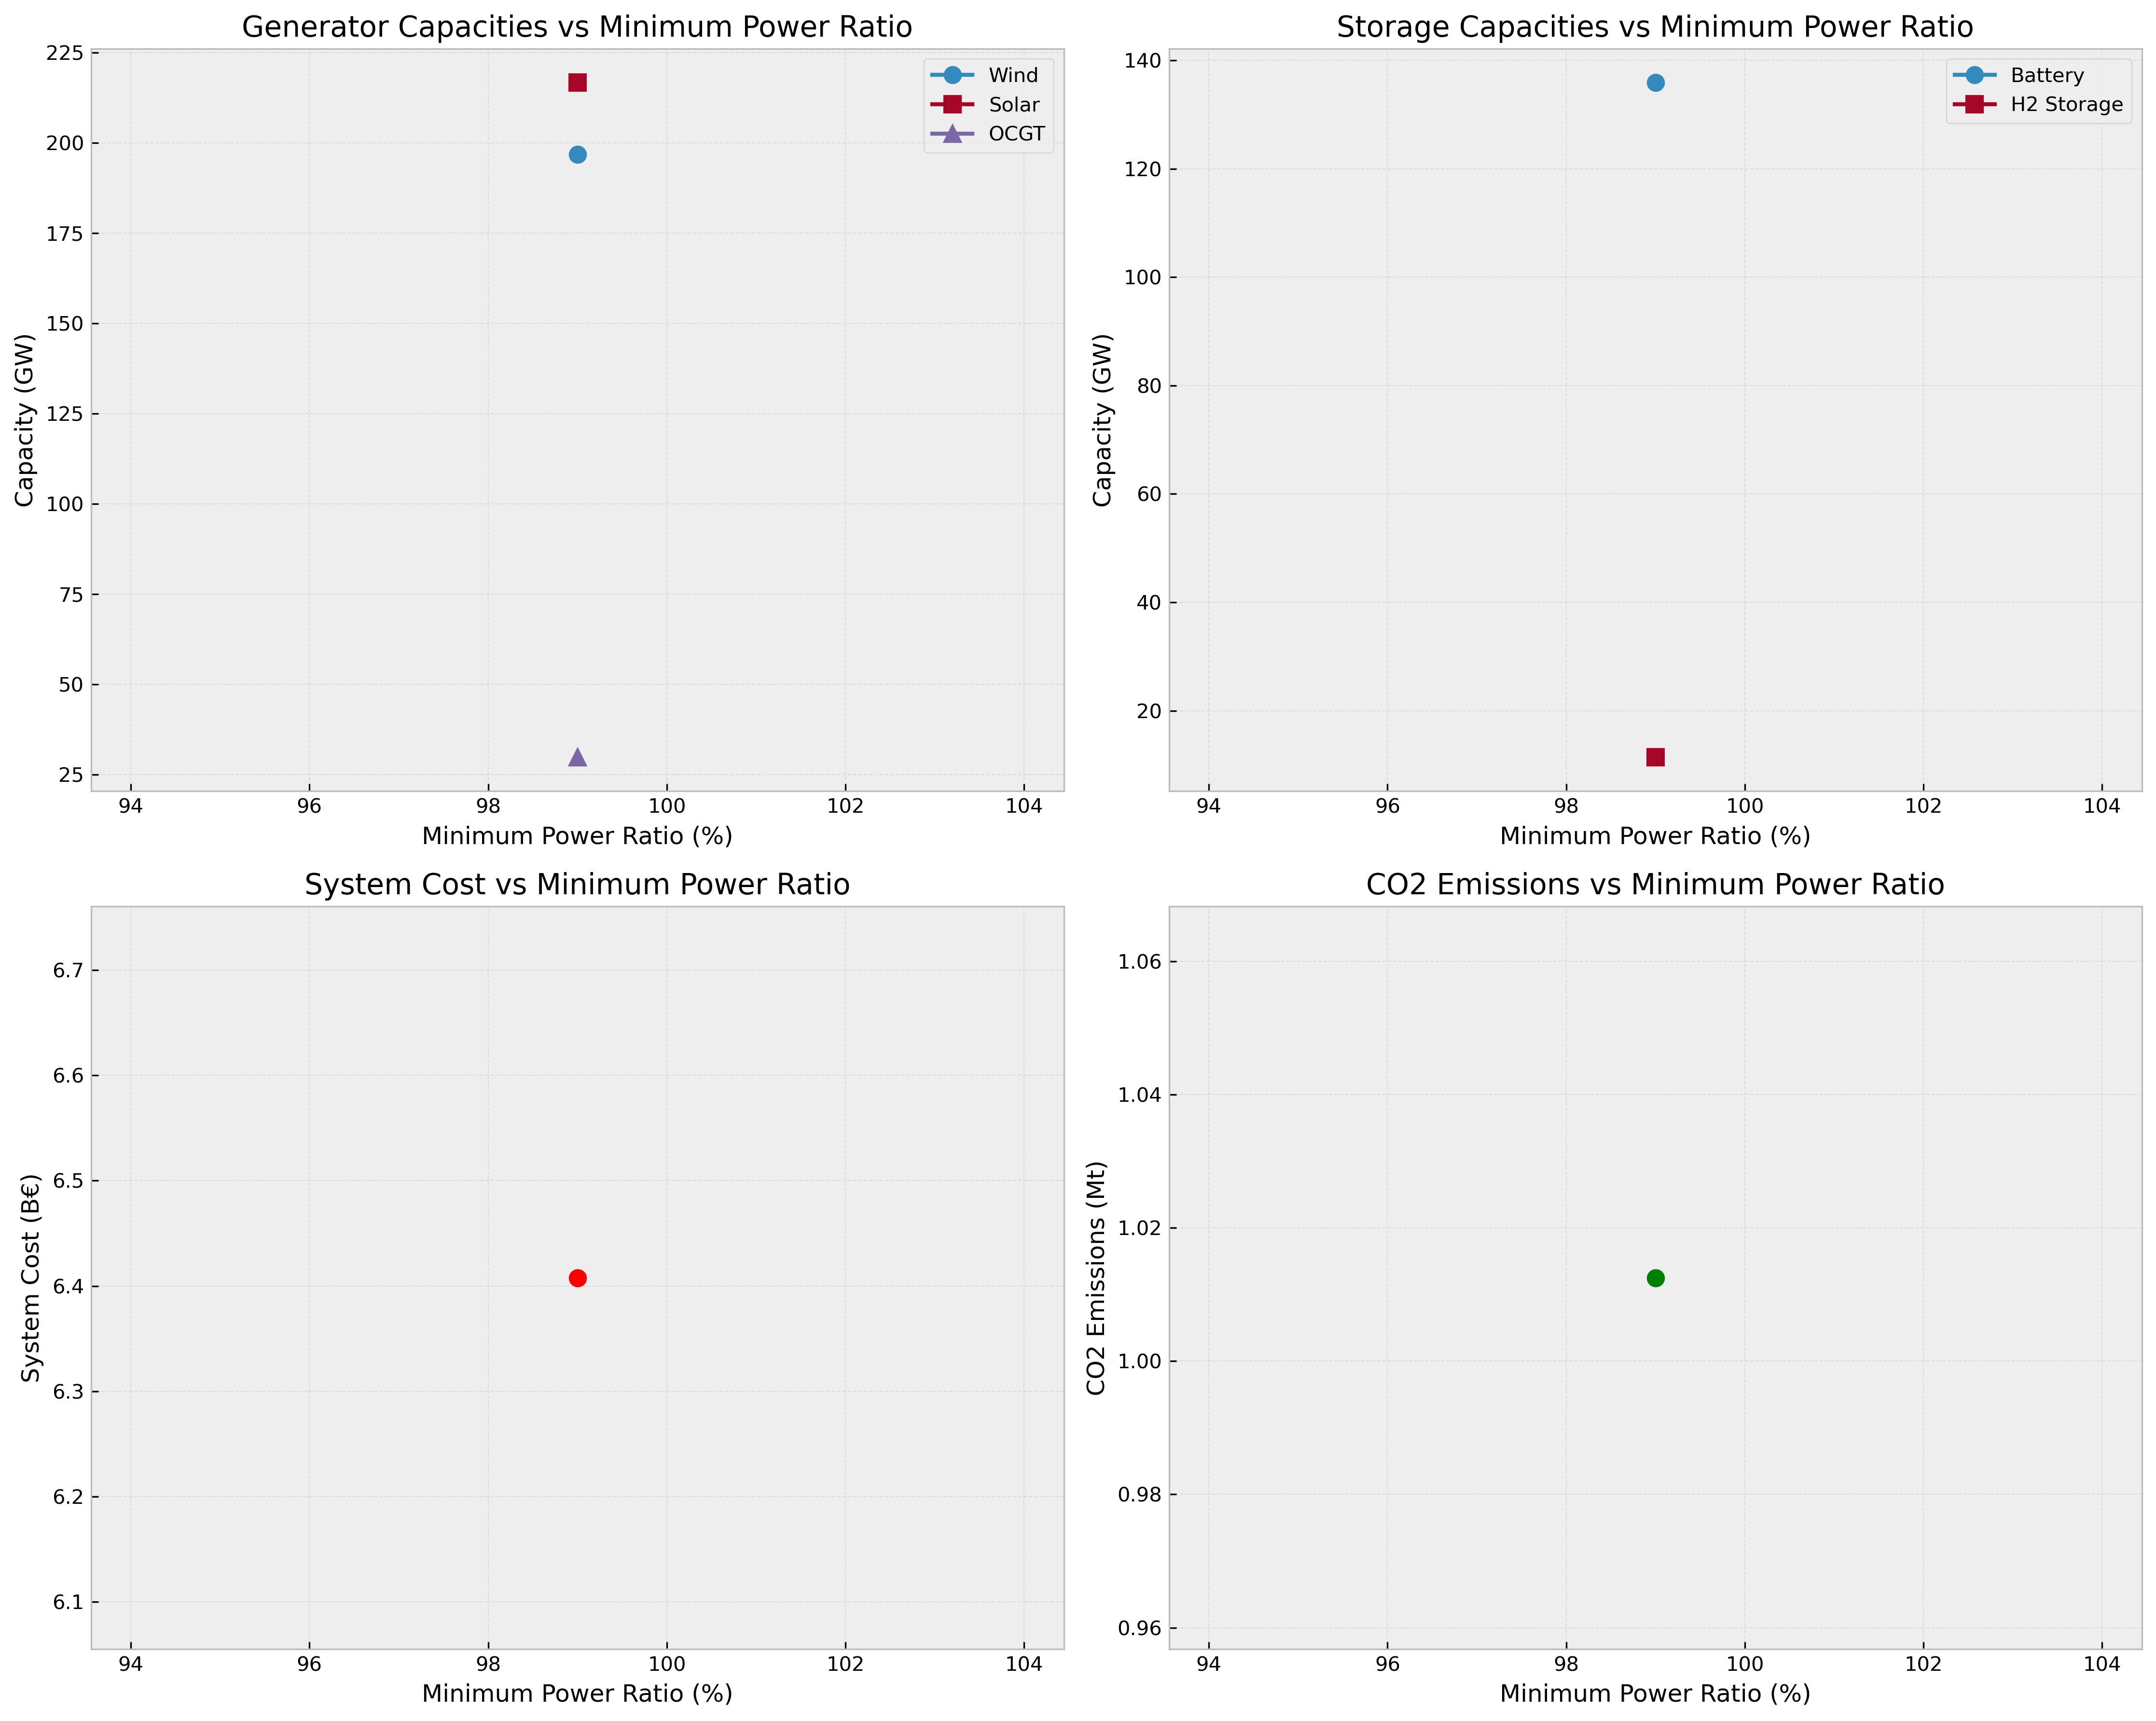 Generator Capacities vs Minimum Power Ratio
225
200
175
150
125
100
75
50
25
Capacity (GW)
Wind
Solar
OCGT
94 96 98 100 102 104
Minimum Power Ratio (%)
Storage Capacities vs Minimum Power Ratio
140
120
100
80
60
40
20
Capacity (GW)
Battery
H2 Storage
94 96 98 100 102 104
Minimum Power Ratio (%)
System Cost vs Minimum Power Ratio
6.7
6.6
6.5
6.4
6.3
6.2
6.1
System Cost (B€)
94 96 98 100 102 104
Minimum Power Ratio (%)
CO2 Emissions vs Minimum Power Ratio
1.06
1.04
1.02
1.00
0.98
0.96
CO2 Emissions (Mt)
94 96 98 100 102 104
Minimum Power Ratio (%)